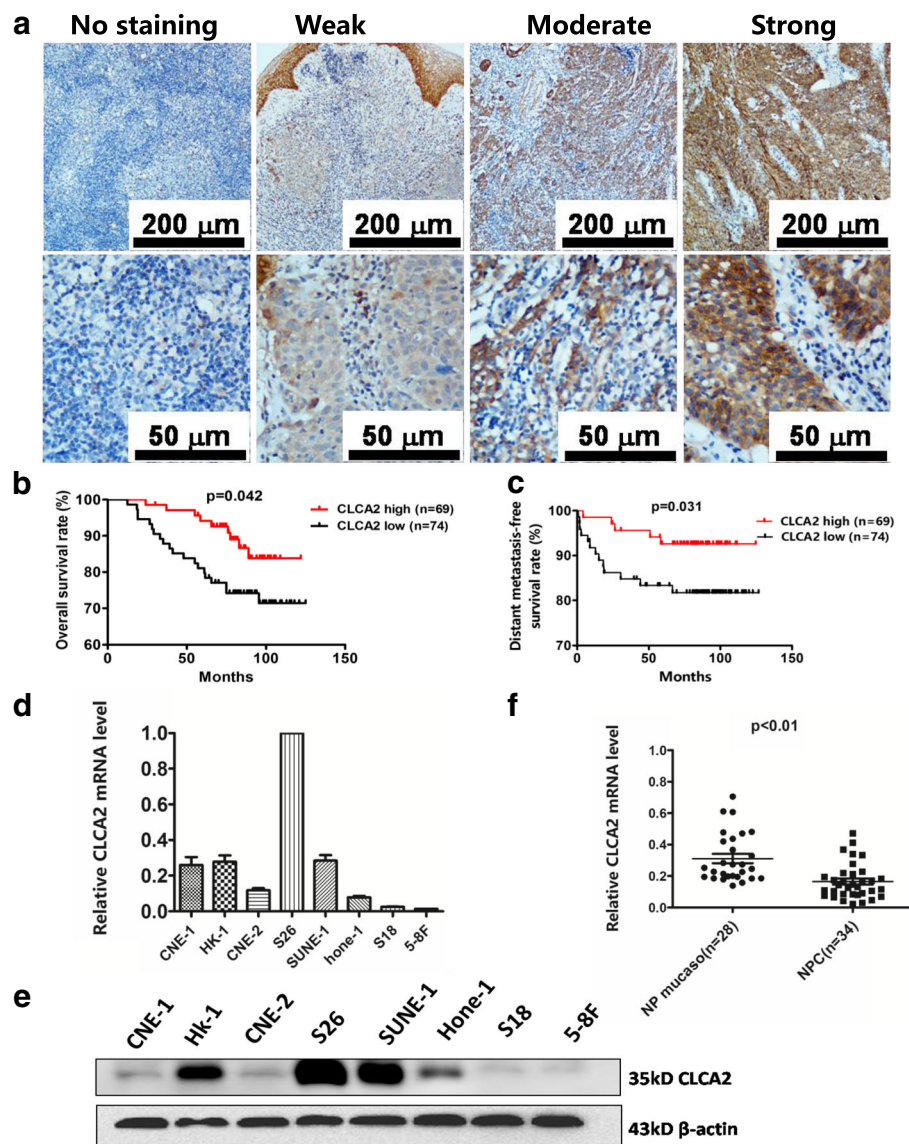 a
No staining Weak Moderate Strong
200 μm 200 μm 200 μm 200 μm
50 μm 50 μm 50 μm 50 μm
b
p=0.042
CLCA2 high (n=69)
CLCA2 low (n=74)
Overall survival rate (%)
100
90
80
70
60
0 50 100 150
Months
c
p=0.031
CLCA2 high (n=69)
CLCA2 low (n=74)
Distant metastasis-free
survival rate (%)
100
90
80
70
0 50 100 150
Months
d
Relative CLCA2 mRNA level
1.0
0.8
0.6
0.4
0.2
0.0
CNE-1 HK-1 CNE-2 S26 SUNE-1 hone-1 S18 5-8F
f
p<0.01
Relative CLCA2 mRNA level
1.0
0.8
0.6
0.4
0.2
0.0
NP mucaso(n=28) NPC(n=34)
e
CNE-1 Hk-1 CNE-2 S26 SUNE-1 Hone-1 S18 5-8F
35kD CLCA2
43kD β-actin